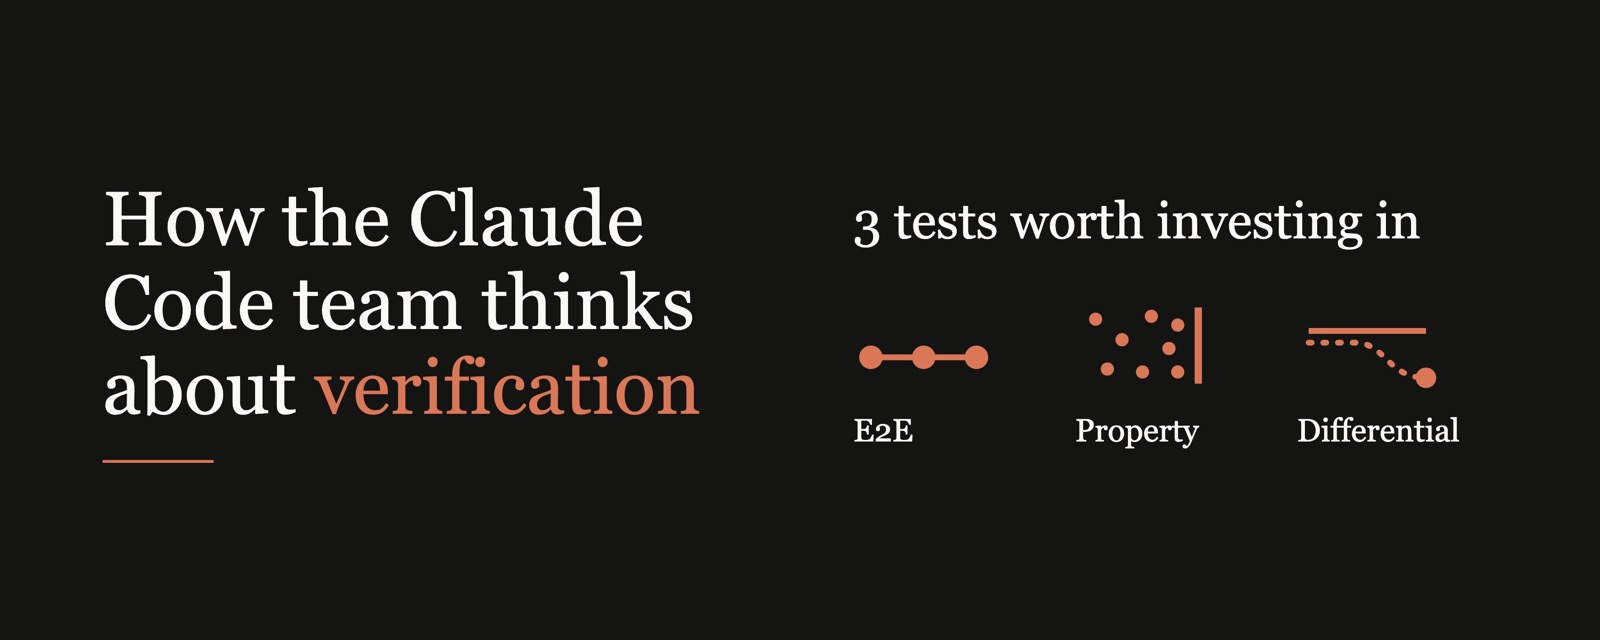 How the Claude
Code team thinks
about verification
3 tests worth investing in
E2E
Property
Differential